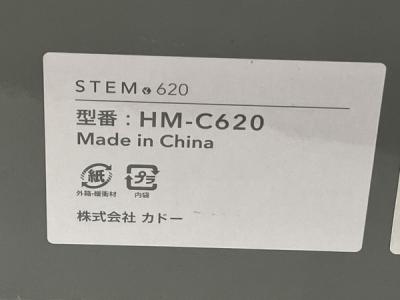 STEM 620
型番：HM-C620
Made in China
紙 プラ
外箱・緩衝材 内袋
株式会社 カドー